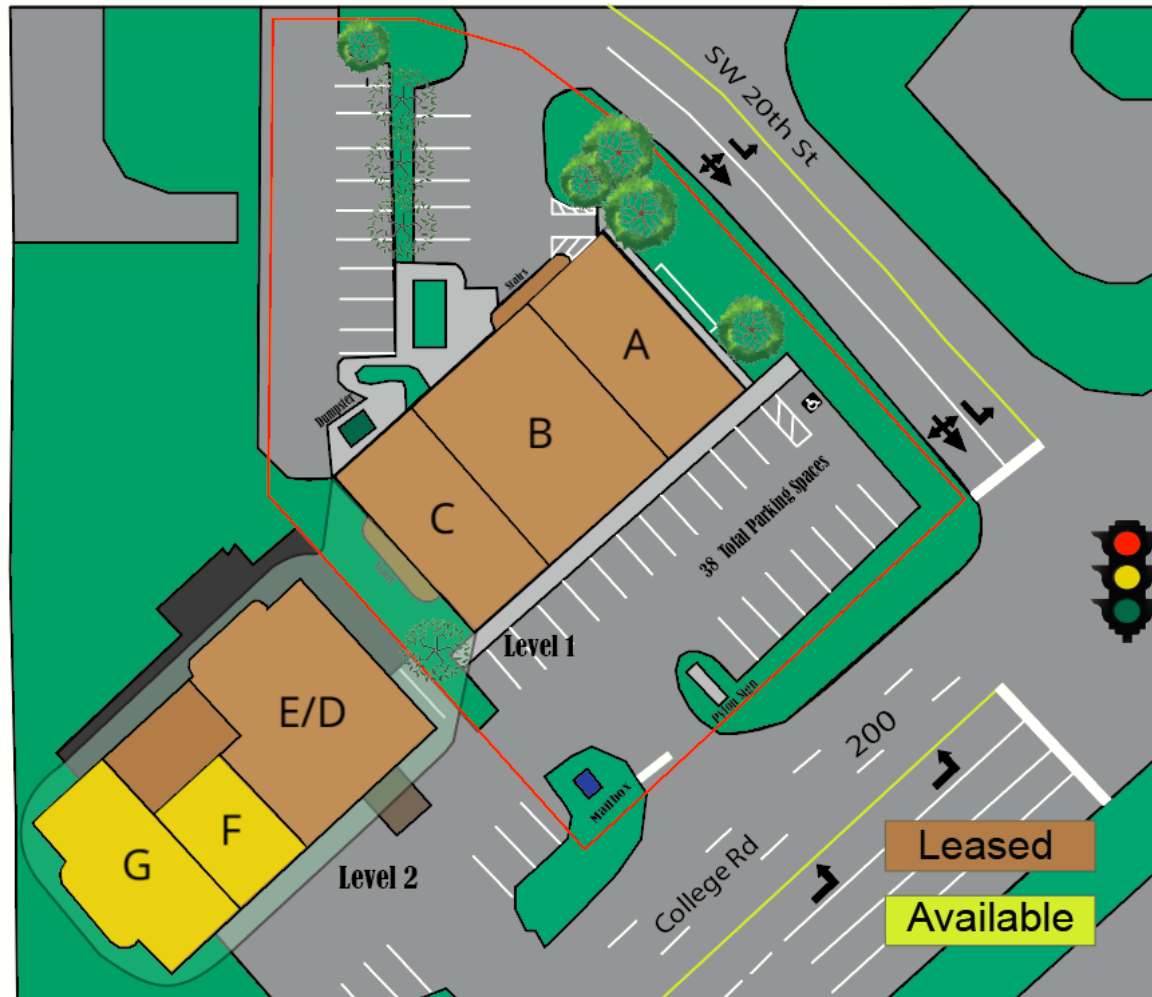 SW 20th St
Stairs
A
Dumpster
B
38 Total Parking Spaces
C
Stairs
Level 1
E/D
Pylon Sign
200
Mailbox
F
G
Level 2
College Rd
Leased
Available